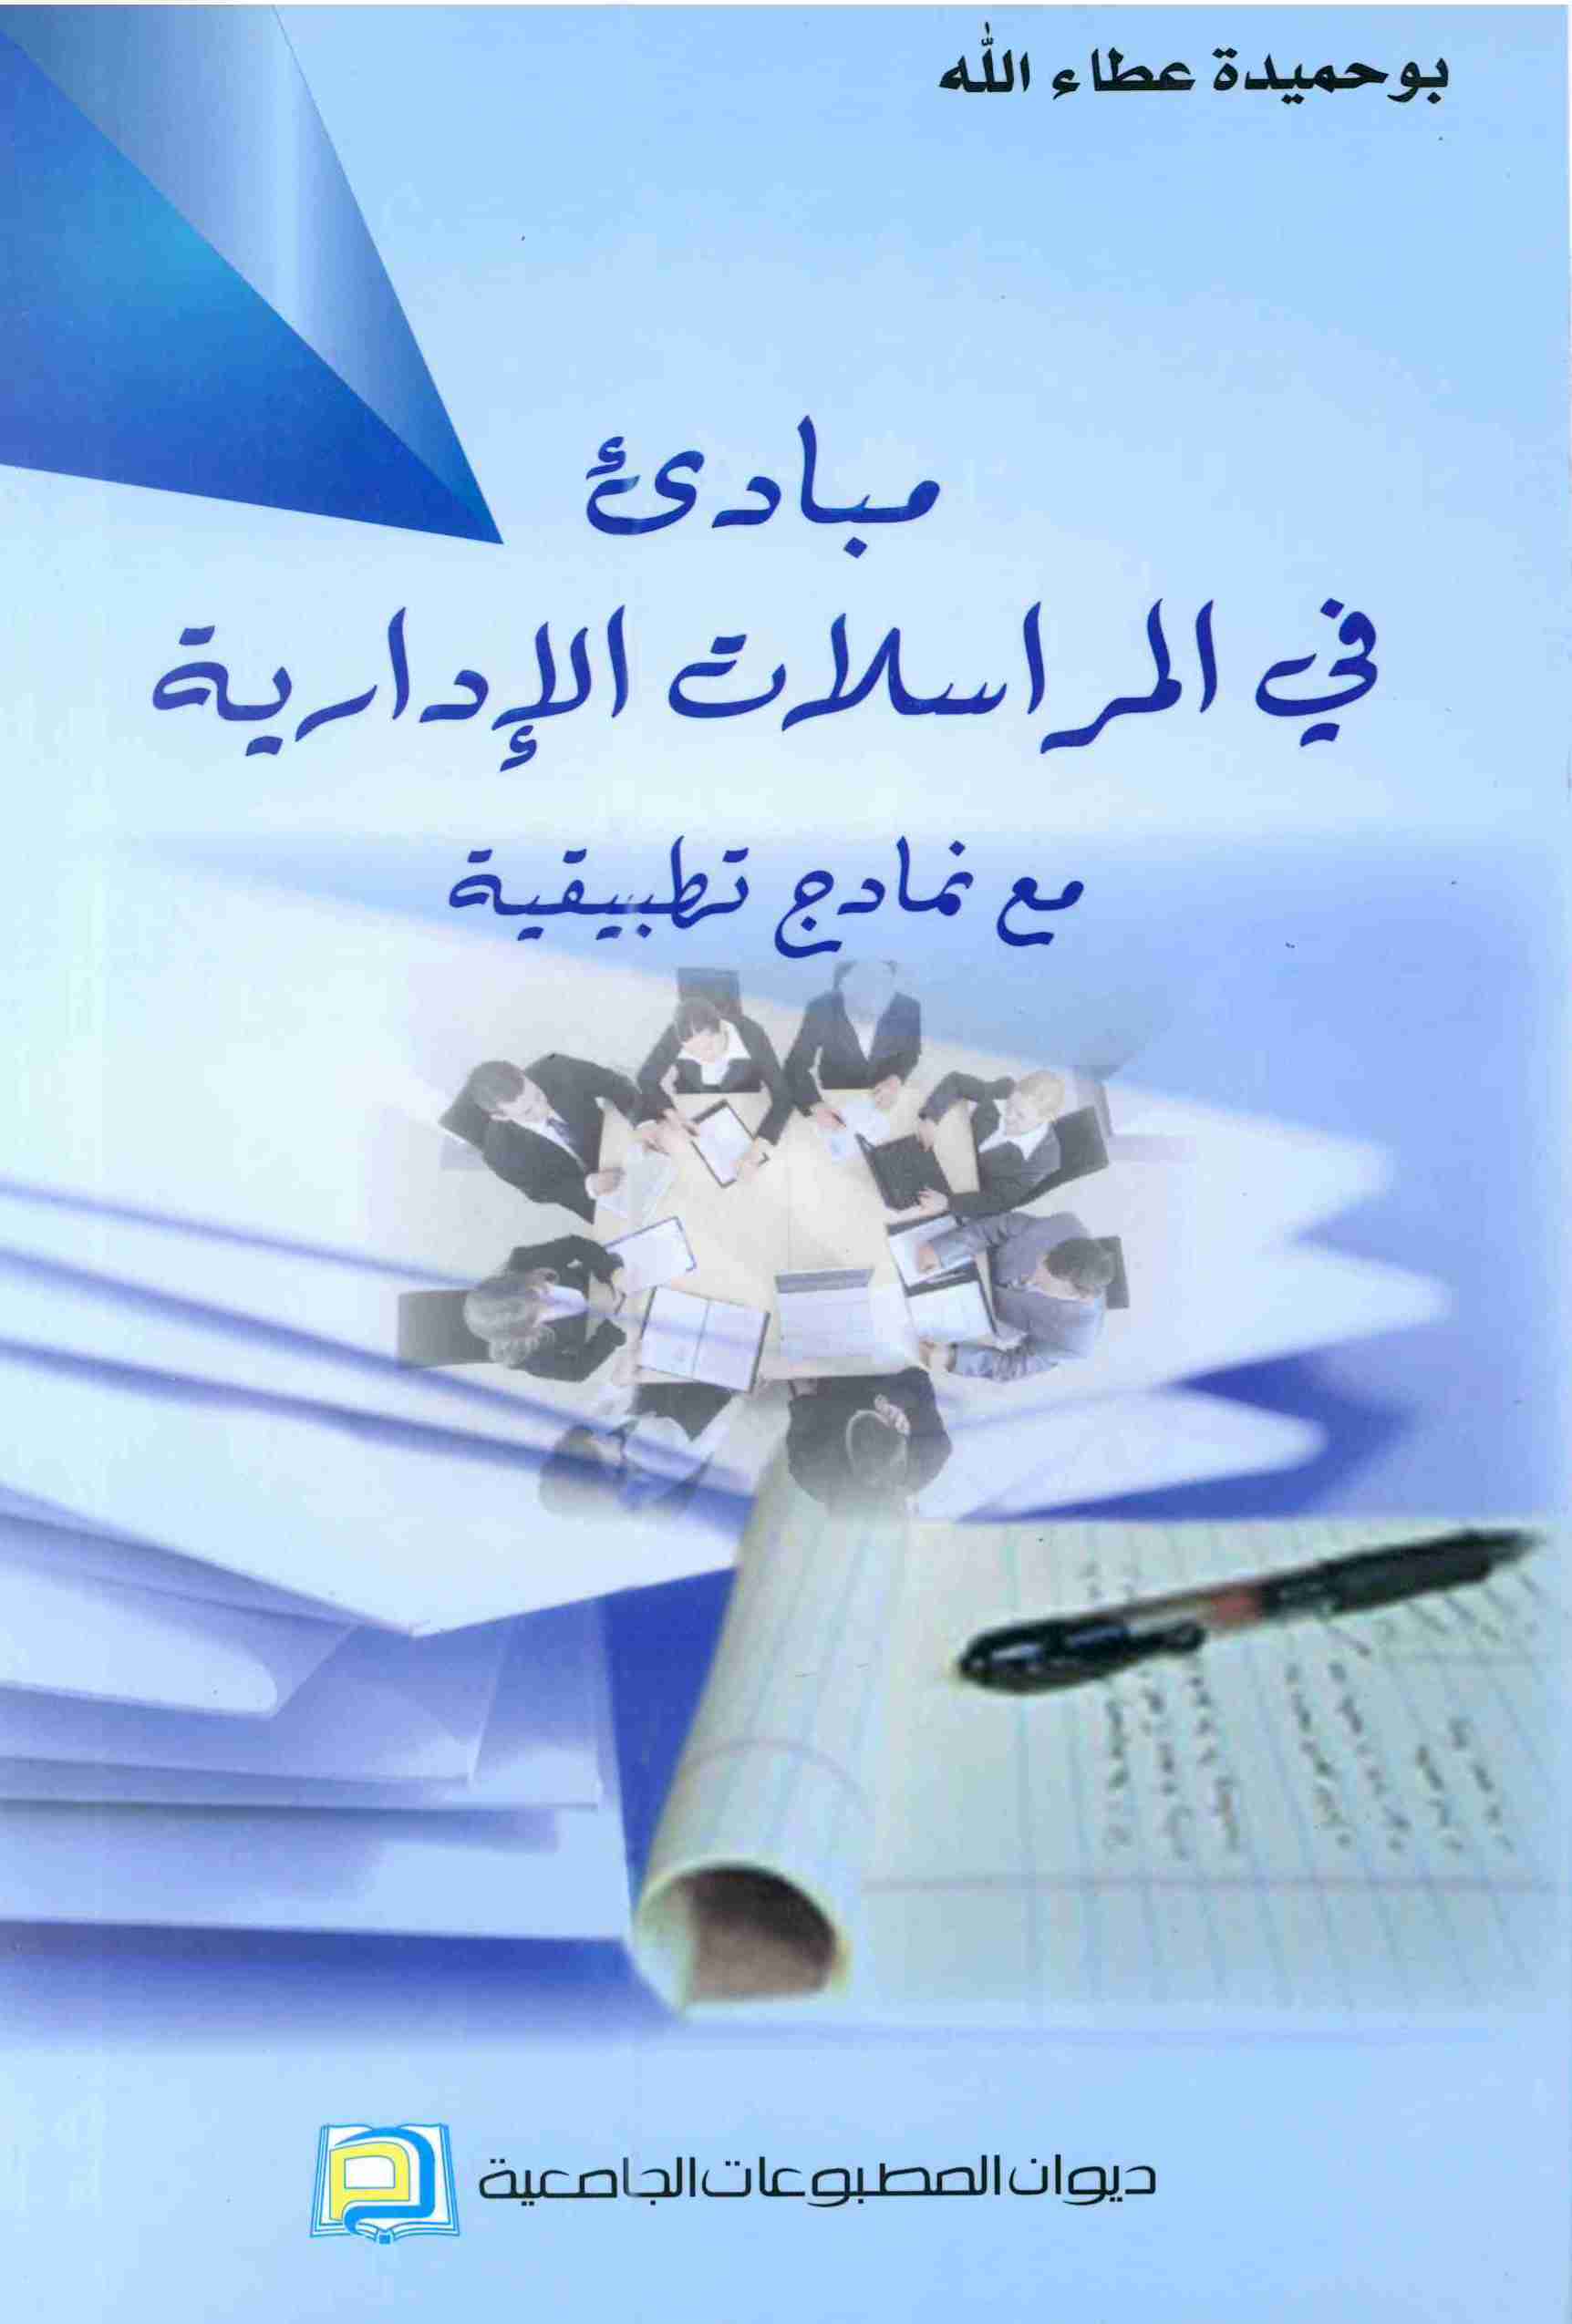 بوحميدة عطاء الله
مبادئ
في المراسلات الإدارية
مع نماذج تطبيقية
ديوان المطبوعات الجامعية